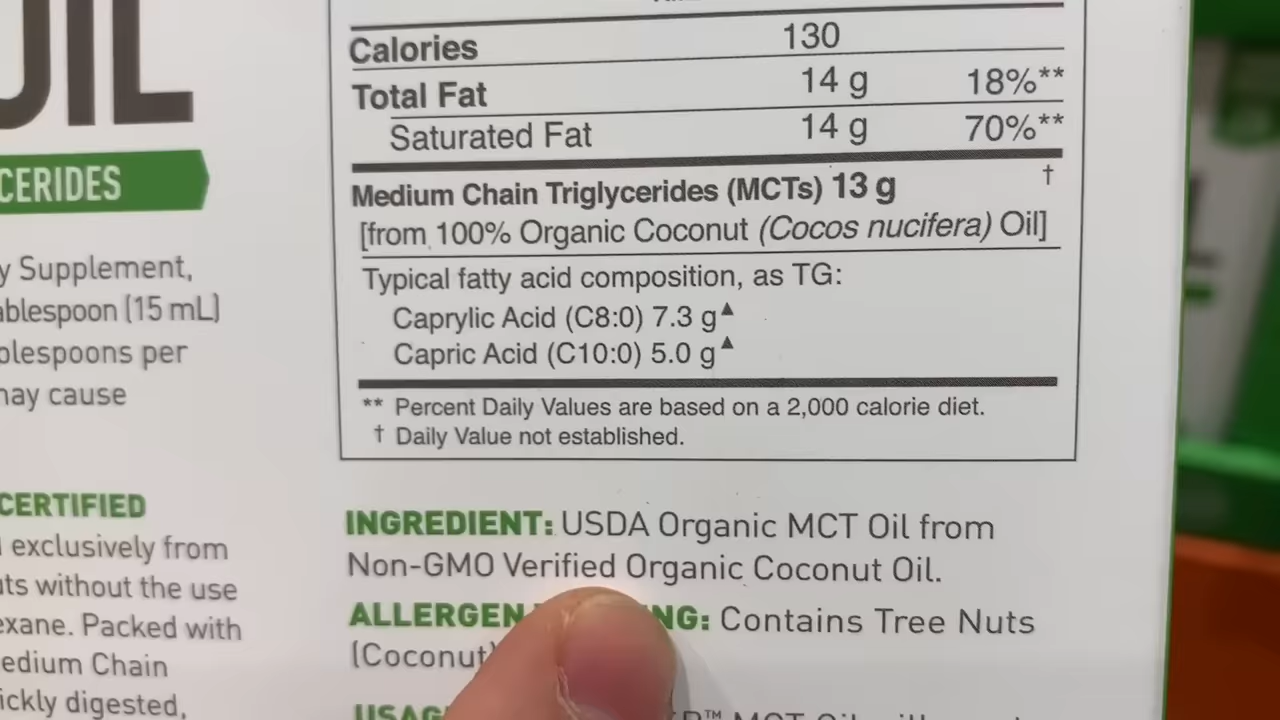 OIL
CERIDES
y Supplement,
ablespoon (15 mL)
blespoons per
may cause
CERTIFIED
exclusively from
uts without the use
exane. Packed with
edium Chain
ickly digested,
Calories 130
Total Fat 14 g 18%**
Saturated Fat 14 g 70%**
Medium Chain Triglycerides (MCTs) 13 g †
[from 100% Organic Coconut (Cocos nucifera) Oil]
Typical fatty acid composition, as TG:
Caprylic Acid (C8:0) 7.3 g▲
Capric Acid (C10:0) 5.0 g▲
** Percent Daily Values are based on a 2,000 calorie diet.
† Daily Value not established.
INGREDIENT: USDA Organic MCT Oil from
Non-GMO Verified Organic Coconut Oil.
ALLERGEN NG: Contains Tree Nuts
(Coconut)
USAG ™ MCT Oil will